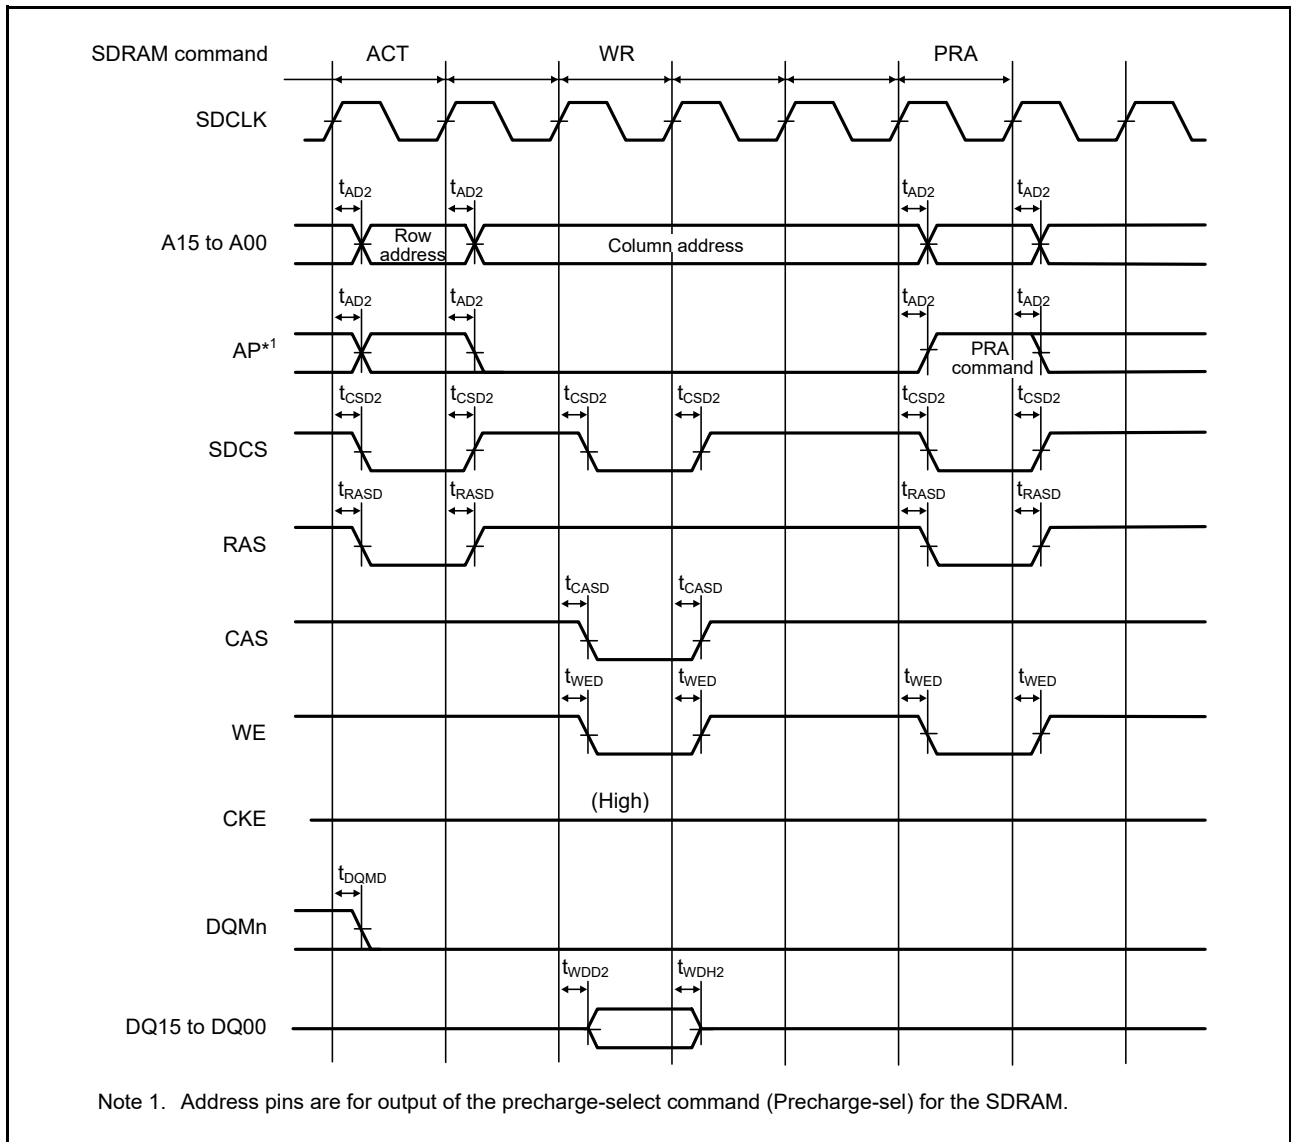 SDRAM command ACT WR PRA
SDCLK
tAD2 tAD2 tAD2 tAD2
A15 to A00 Row address Column address
tAD2 tAD2 tAD2 tAD2
AP*1 PRA command
tCSD2 tCSD2 tCSD2 tCSD2 tCSD2 tCSD2
SDCS
tRASD tRASD tRASD tRASD
RAS
tCASD tCASD
CAS
tWED tWED tWED tWED
WE
(High)
CKE
tDQMD
DQMn
tWDD2 tWDH2
DQ15 to DQ00
Note 1. Address pins are for output of the precharge-select command (Precharge-sel) for the SDRAM.